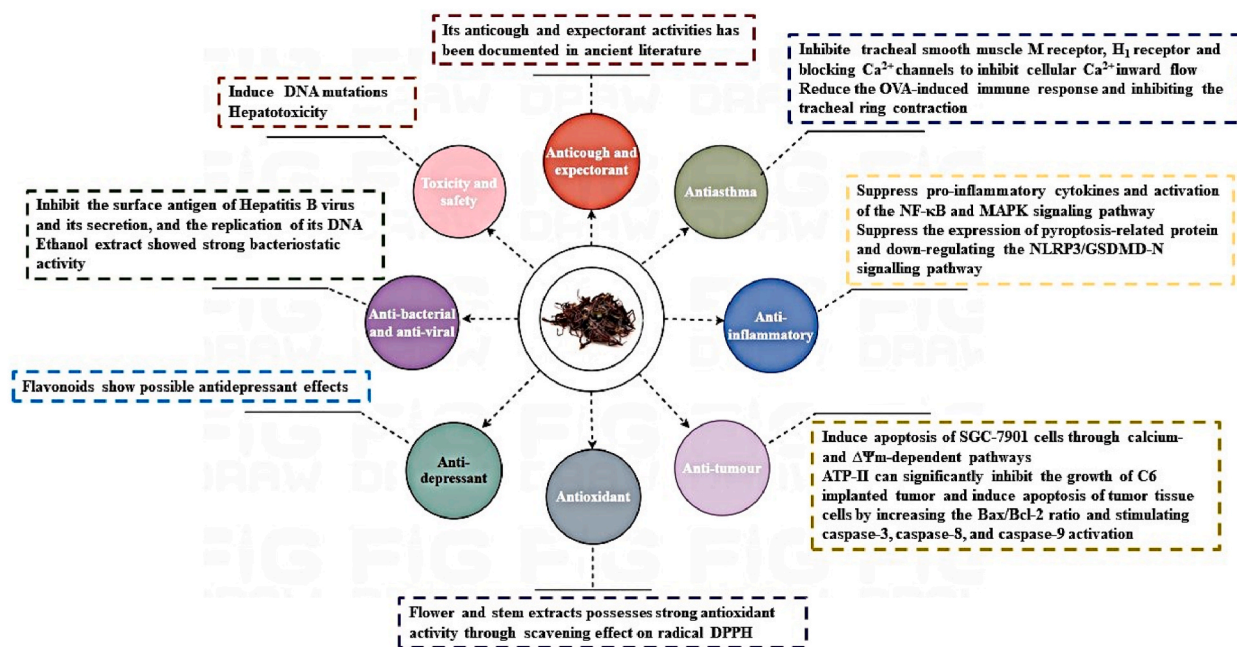 Its anticough and expectorant activities has
been documented in ancient literature
Inhibite tracheal smooth muscle M receptor, H₁ receptor and
blocking Ca²⁺ channels to inhibit cellular Ca²⁺ inward flow
Reduce the OVA-induced immune response and inhibiting the
tracheal ring contraction
Induce DNA mutations
Hepatotoxicity
Anticough and
expectorant
Toxicity and
safety
Antiasthma
Inhibit the surface antigen of Hepatitis B virus
and its secretion, and the replication of its DNA
Ethanol extract showed strong bacteriostatic
activity
Suppress pro-inflammatory cytokines and activation
of the NF-κB and MAPK signaling pathway
Suppress the expression of pyroptosis-related protein
and down-regulating the NLRP3/GSDMD-N
signalling pathway
Anti-bacterial
and anti-viral
Anti-
inflammatory
Flavonoids show possible antidepressant effects
Anti-
depressant
Antioxidant
Anti-tumour
Induce apoptosis of SGC-7901 cells through calcium-
and ΔΨm-dependent pathways
ATP-II can significantly inhibit the growth of C6
implanted tumor and induce apoptosis of tumor tissue
cells by increasing the Bax/Bcl-2 ratio and stimulating
caspase-3, caspase-8, and caspase-9 activation
Flower and stem extracts possesses strong antioxidant
activity through scavening effect on radical DPPH
FIG
DRAW